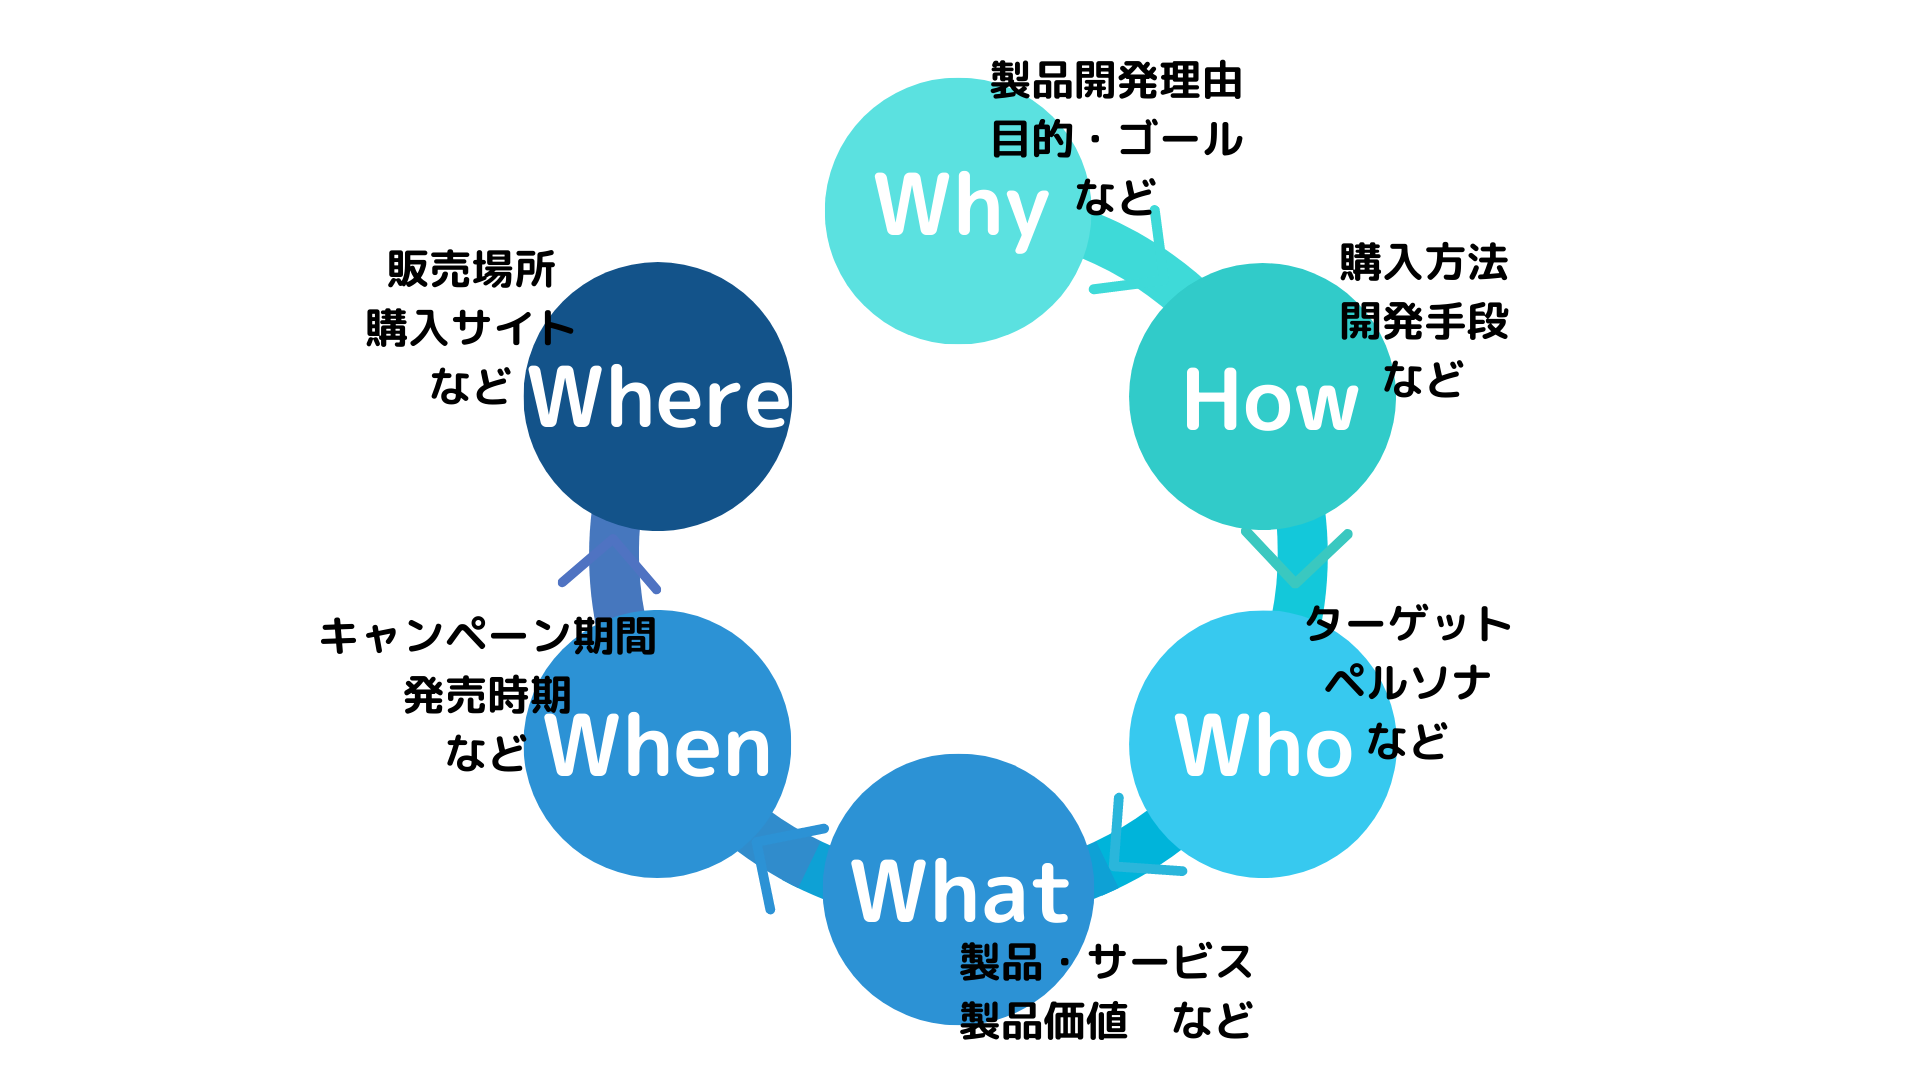 Why
製品開発理由
目的・ゴール
など
How
購入方法
開発手段
など
Who
ターゲット
ペルソナ
など
What
製品・サービス
製品価値　など
When
キャンペーン期間
発売時期
など
Where
販売場所
購入サイト
など